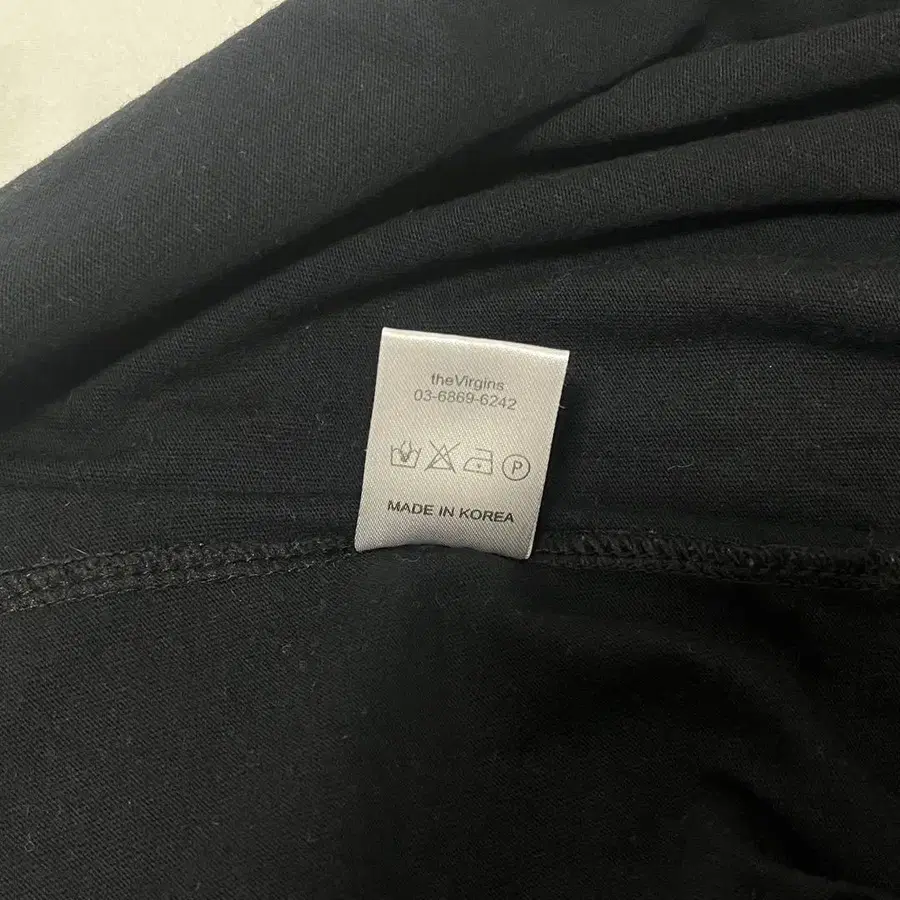 theVirgins
03-6869-6242
P
MADE IN KOREA